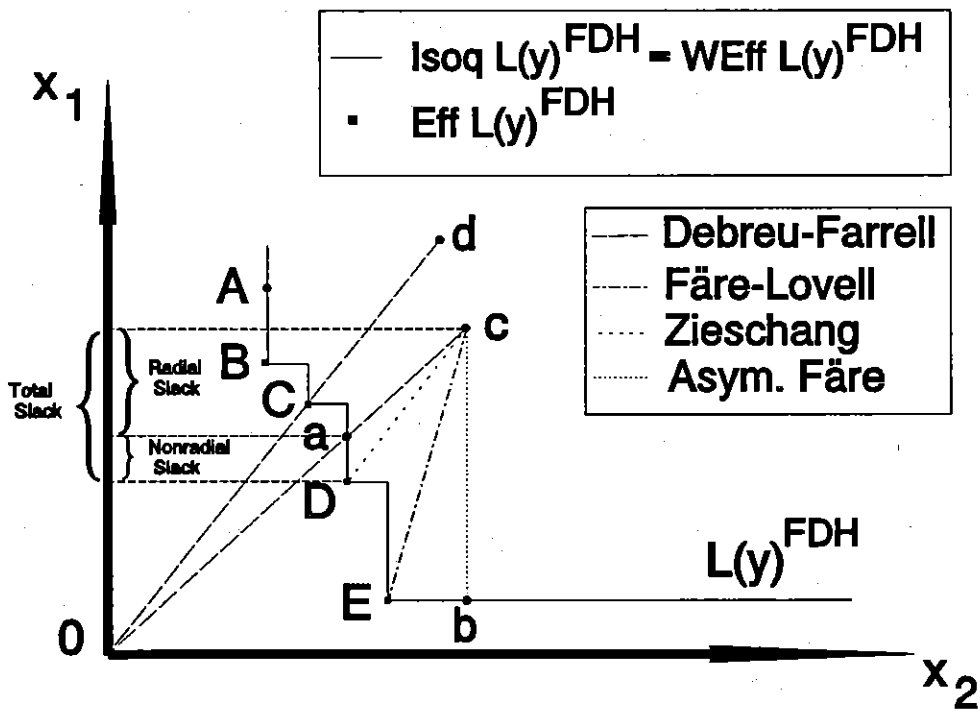 Isoq L(y)^FDH = WEff L(y)^FDH
Eff L(y)^FDH
x1
Debreu-Farrell
Färe-Lovell
Zieschang
Asym. Färe
d
A
c
B
Radial
Slack
Total
Slack
C
a
Nonradial
Slack
D
L(y)^FDH
E
b
0
x2